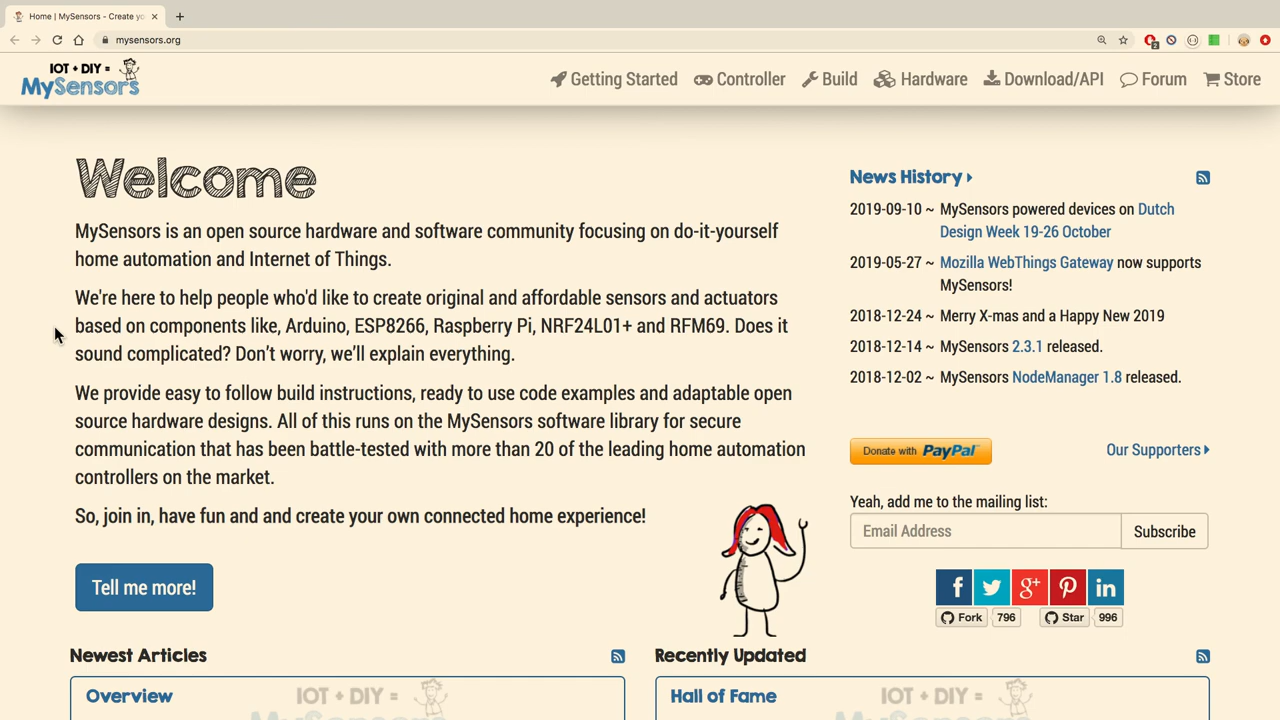 Home | MySensors - Create yo
mysensors.org
2
IOT + DIY =
MySensors
Getting Started
Controller
Build
Hardware
Download/API
Forum
Store
Welcome
MySensors is an open source hardware and software community focusing on do-it-yourself
home automation and Internet of Things.
We're here to help people who'd like to create original and affordable sensors and actuators
based on components like, Arduino, ESP8266, Raspberry Pi, NRF24L01+ and RFM69. Does it
sound complicated? Don’t worry, we’ll explain everything.
We provide easy to follow build instructions, ready to use code examples and adaptable open
source hardware designs. All of this runs on the MySensors software library for secure
communication that has been battle-tested with more than 20 of the leading home automation
controllers on the market.
So, join in, have fun and and create your own connected home experience!
Tell me more!
News History
2019-09-10 ~ MySensors powered devices on Dutch
Design Week 19-26 October
2019-05-27 ~ Mozilla WebThings Gateway now supports
MySensors!
2018-12-24 ~ Merry X-mas and a Happy New 2019
2018-12-14 ~ MySensors 2.3.1 released.
2018-12-02 ~ MySensors NodeManager 1.8 released.
Donate with PayPal
Our Supporters
Yeah, add me to the mailing list:
Email Address
Subscribe
f g+ in
Fork 796 Star 996
Newest Articles
Overview
IOT + DIY =
MySensors
Recently Updated
Hall of Fame
IOT + DIY =
MySensors